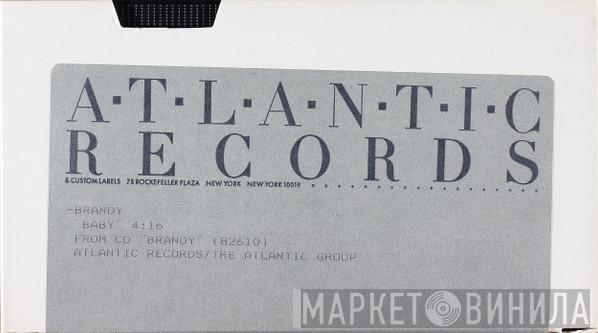 A·T·L·A·N·T·I·C
RECORDS
& CUSTOM LABELS 75 ROCKEFELLER PLAZA NEW YORK NEW YORK 10019
-BRANDY
"BABY" 4:16
FROM CD "BRANDY" (82610)
ATLANTIC RECORDS/THE ATLANTIC GROUP
МАРКЕТ ВИНИЛА